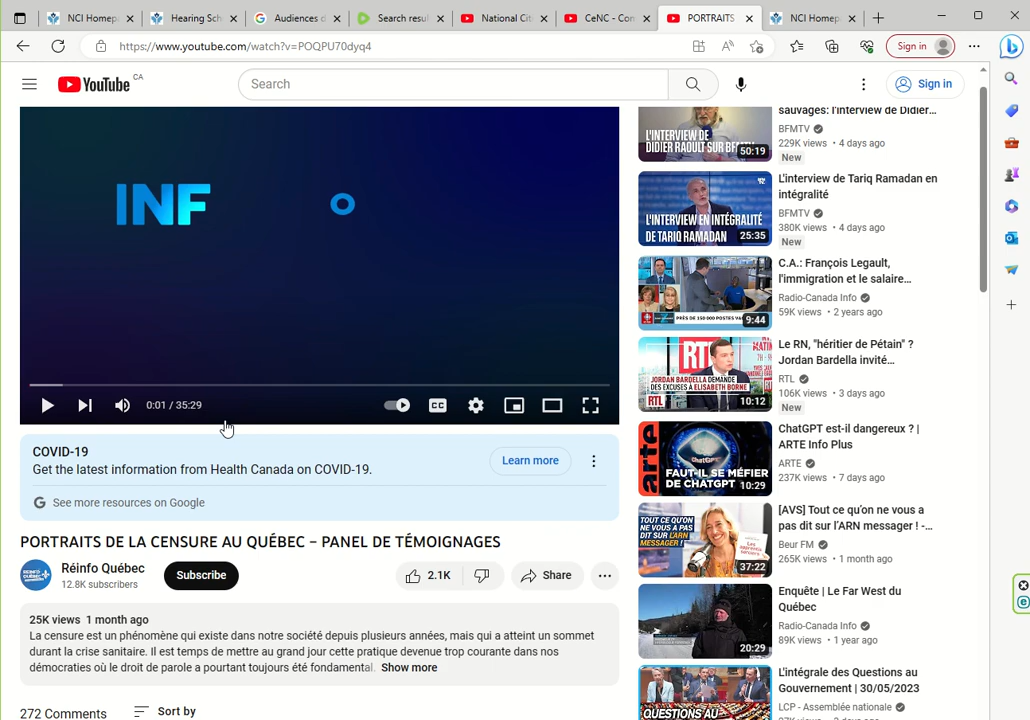 NCI Homepa
Hearing Sch
Audiences d
Search resu
National Cit
CeNC - Com
PORTRAITS
NCI Homep
https://www.youtube.com/watch?v=POQPU70dyq4
Sign in
YouTube CA
Search
Sign in
INF O
0:01 / 35:29
CC
COVID-19
Get the latest information from Health Canada on COVID-19.
Learn more
See more resources on Google
PORTRAITS DE LA CENSURE AU QUÉBEC – PANEL DE TÉMOIGNAGES
Réinfo Québec
12.8K subscribers
Subscribe
2.1K
Share
25K views 1 month ago
La censure est un phénomène qui existe dans notre société depuis plusieurs années, mais qui a atteint un sommet
durant la crise sanitaire. Il est temps de mettre au grand jour cette pratique devenue trop courante dans nos
démocraties où le droit de parole a pourtant toujours été fondamental. Show more
272 Comments
Sort by
L'INTERVIEW DE
DIDIER RAOULT SUR BFMTV
50:19
sauvages: l'interview de Didier...
BFMTV
229K views • 4 days ago
New
L'INTERVIEW EN INTÉGRALITÉ
DE TARIQ RAMADAN
25:35
L'interview de Tariq Ramadan en
intégralité
BFMTV
380K views • 4 days ago
New
PRÈS DE 150 000 POSTES VA
9:44
C.A.: François Legault,
l'immigration et le salaire...
Radio-Canada Info
59K views • 2 years ago
RTL
JORDAN BARDELLA DEMANDE
DES EXCUSES À ELISABETH BORNE
RTL
10:12
Le RN, "héritier de Pétain" ?
Jordan Bardella invité...
RTL
106K views • 3 days ago
New
arte
ChatGPT
FAUT-IL SE MÉFIER
DE CHATGPT
10:29
ChatGPT est-il dangereux ? |
ARTE Info Plus
ARTE
237K views • 7 days ago
TOUT CE QU'ON NE
VOUS A PAS
DIT SUR L'ARN
MESSAGER !
37:22
[AVS] Tout ce qu'on ne vous a
pas dit sur l'ARN messager ! -...
Beur FM
265K views • 1 month ago
20:29
Enquête | Le Far West du
Québec
Radio-Canada Info
89K views • 1 year ago
QUESTIONS AU
L'intégrale des Questions au
Gouvernement | 30/05/2023
LCP - Assemblée nationale